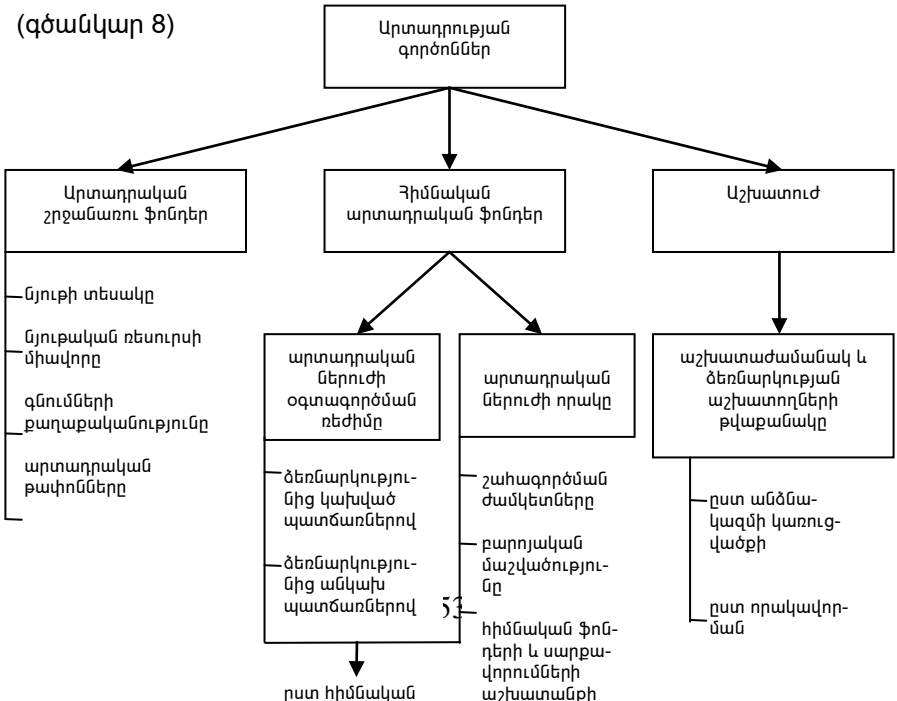 (գծանկար 8)
Արտադրության
գործոններ
Արտադրական
շրջանառու ֆոնդեր
Հիմնական
արտադրական ֆոնդեր
Աշխատուժ
նյութի տեսակը
նյութական ռեսուրսի
միավորը
գնումների
քաղաքականությունը
արտադրական
թափոնները
արտադրական
ներուժի
օգտագործման
ռեժիմը
ձեռնարկությու-
նից կախված
պատճառներով
ձեռնարկությու-
նից անկախ
պատճառներով
ըստ հիմնական
արտադրական
ներուժի որակը
շահագործման
ժամկետները
բարոյական
մաշվածությու-
նը
հիմնական ֆոն-
դերի և սարքա-
վորումների
աշխատանքի
աշխատաժամանակ և
ձեռնարկության
աշխատողների
թվաքանակը
ըստ անձնա-
կազմի կառուց-
վածքի
ըստ որակավոր-
ման
53